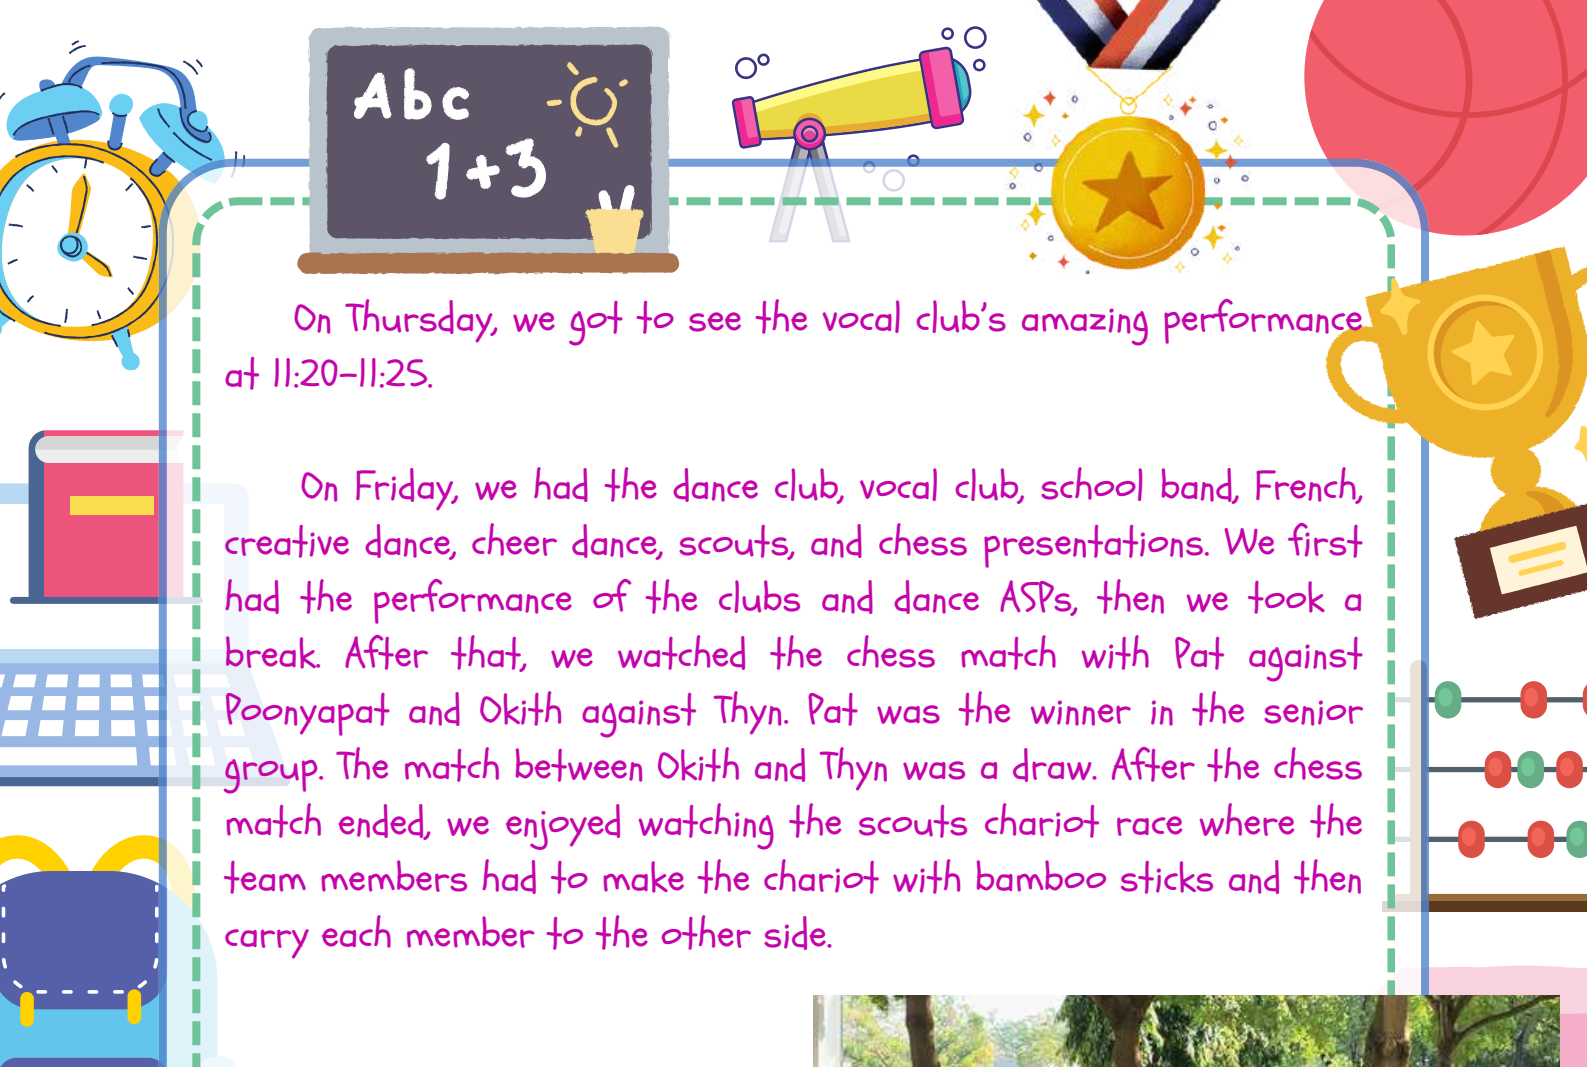 Abc
1+3
On Thursday, we got to see the vocal club's amazing performance
at 11:20-11:25.
On Friday, we had the dance club, vocal club, school band, French,
creative dance, cheer dance, scouts, and chess presentations. We first
had the performance of the clubs and dance ASPs, then we took a
break. After that, we watched the chess match with Pat against
Poonyapat and Okith against Thyn. Pat was the winner in the senior
group. The match between Okith and Thyn was a draw. After the chess
match ended, we enjoyed watching the scouts chariot race where the
team members had to make the chariot with bamboo sticks and then
carry each member to the other side.